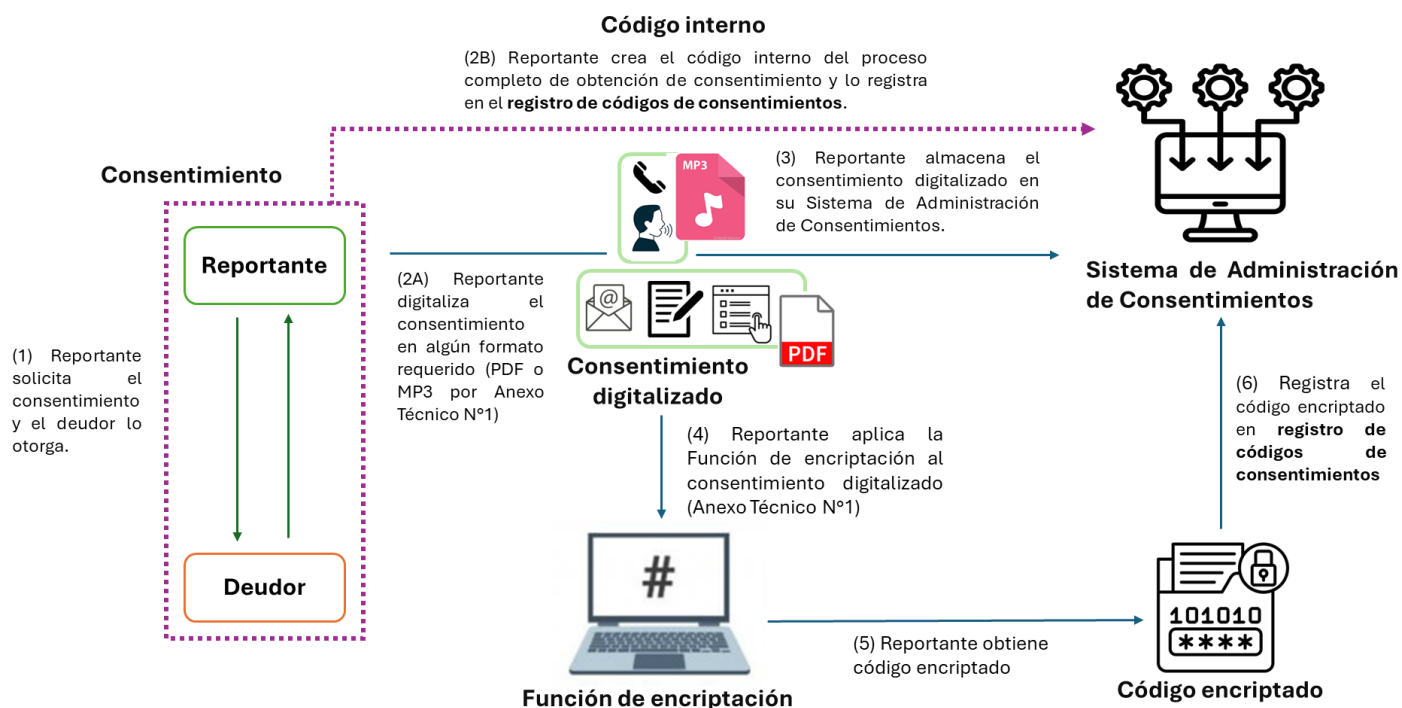 Código interno
(2B) Reportante crea el código interno del proceso
completo de obtención de consentimiento y lo registra
en el registro de códigos de consentimientos.
Consentimiento
Reportante
Deudor
(1) Reportante
solicita el
consentimiento
y el deudor lo
otorga.
(2A) Reportante
digitaliza el
consentimiento
en algún formato
requerido (PDF o
MP3 por Anexo
Técnico N°1)
MP3
@
PDF
Consentimiento
digitalizado
(3) Reportante almacena el
consentimiento digitalizado en
su Sistema de Administración
de Consentimientos.
Sistema de Administración
de Consentimientos
(4) Reportante aplica la
Función de encriptación al
consentimiento digitalizado
(Anexo Técnico N°1)
#
Función de encriptación
(5) Reportante obtiene
código encriptado
101010
****
Código encriptado
(6) Registra el
código encriptado
en registro de
códigos de
consentimientos